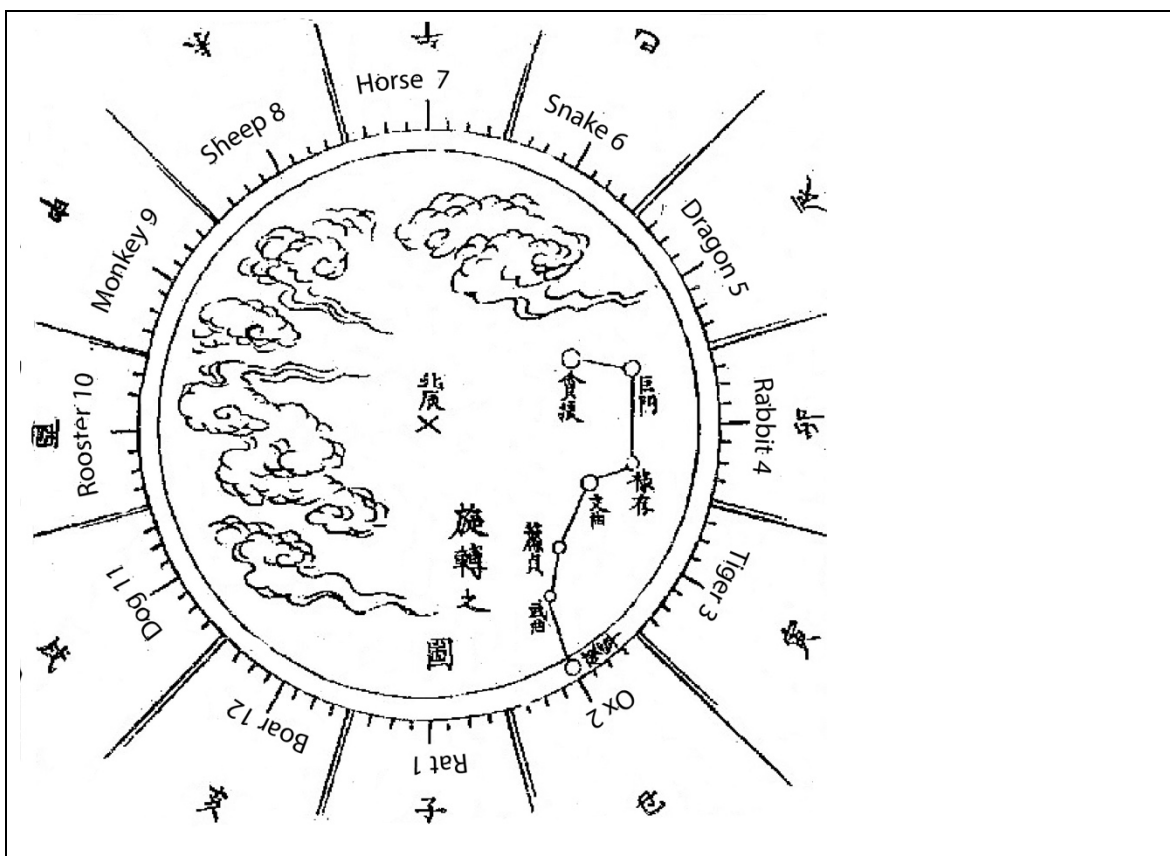 午
Horse 7
巳
Snake 6
辰
Dragon 5
卯
Rabbit 4
寅
Tiger 3
丑
Ox 2
子
Rat 1
亥
Boar 12
戌
Dog 11
酉
Rooster 10
申
Monkey 9
未
Sheep 8
北辰
貪狼
巨門
祿存
文曲
廉貞
武曲
旋轉之
圖